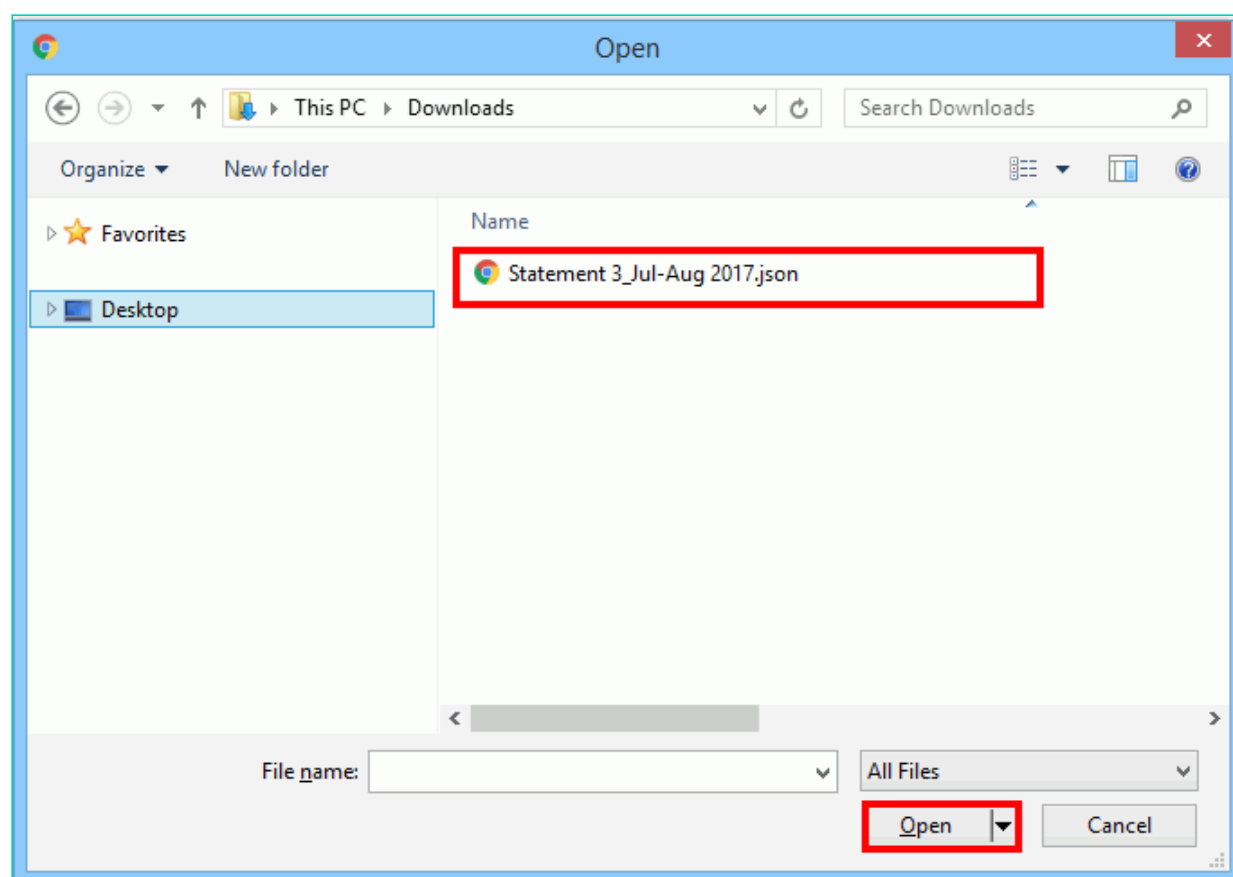 Open
This PC Downloads
Search Downloads
Organize New folder
Favorites
Name
Statement 3_Jul-Aug 2017.json
Desktop
File name:
All Files
Open
Cancel